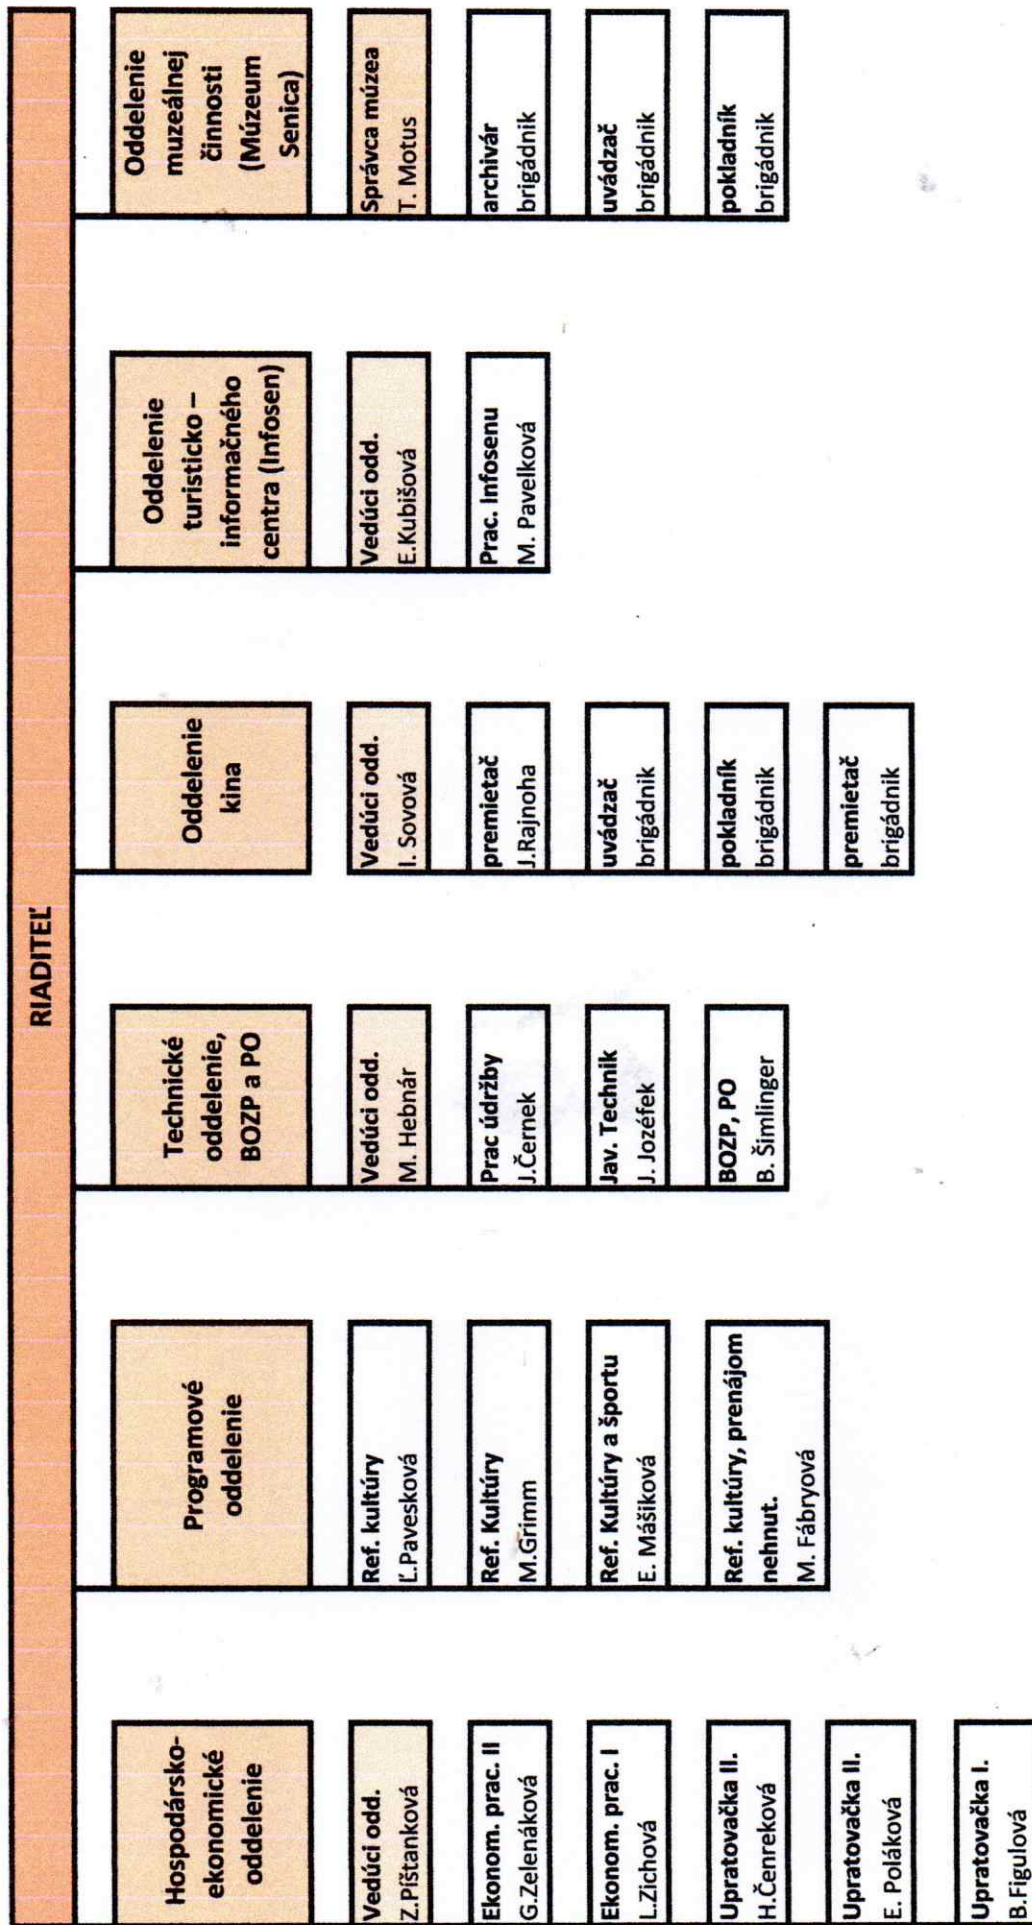 RIADITEĽ
Hospodársko-
ekonomické
oddelenie
Vedúci odd.
Z.Píštanková
Ekonom. prac. II
G.Zelenáková
Ekonom. prac. I
L.Zichová
Upratovačka II.
H.Čenreková
Upratovačka II.
E. Poláková
Upratovačka I.
B.Figulová
Programové
oddelenie
Ref. kultúry
Ľ.Pavesková
Ref. Kultúry
M.Grimm
Ref. Kultúry a športu
E. Mášiková
Ref. kultúry, prenájom
nehnut.
M. Fábryová
Technické
oddelenie,
BOZP a PO
Vedúci odd.
M. Hebnár
Prac údržby
J.Černek
Jav. Technik
J. Jozéfek
BOZP, PO
B. Šimlinger
Oddelenie
kina
Vedúci odd.
I. Sovová
premietač
J.Rajnoha
uvádzač
brigádnik
pokladník
brigádnik
premietač
brigádnik
Oddelenie
turisticko –
informačného
centra (Infosen)
Vedúci odd.
E.Kubišová
Prac. Infosenu
M. Pavelková
Oddelenie
muzeálnej
činnosti
(Múzeum
Senica)
Správca múzea
T. Motus
archivár
brigádnik
uvádzač
brigádnik
pokladník
brigádnik